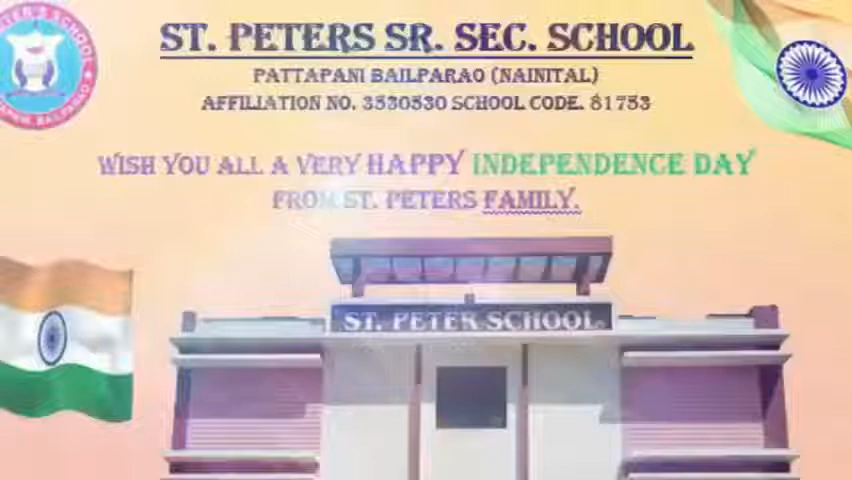 ST. PETERS SR. SEC. SCHOOL
PATTAPANI BAILPARAO (NAINITAL)
AFFILIATION NO. 3530530 SCHOOL CODE. 81753
WISH YOU ALL A VERY HAPPY INDEPENDENCE DAY
FROM ST. PETERS FAMILY.
ST. PETER SCHOOL